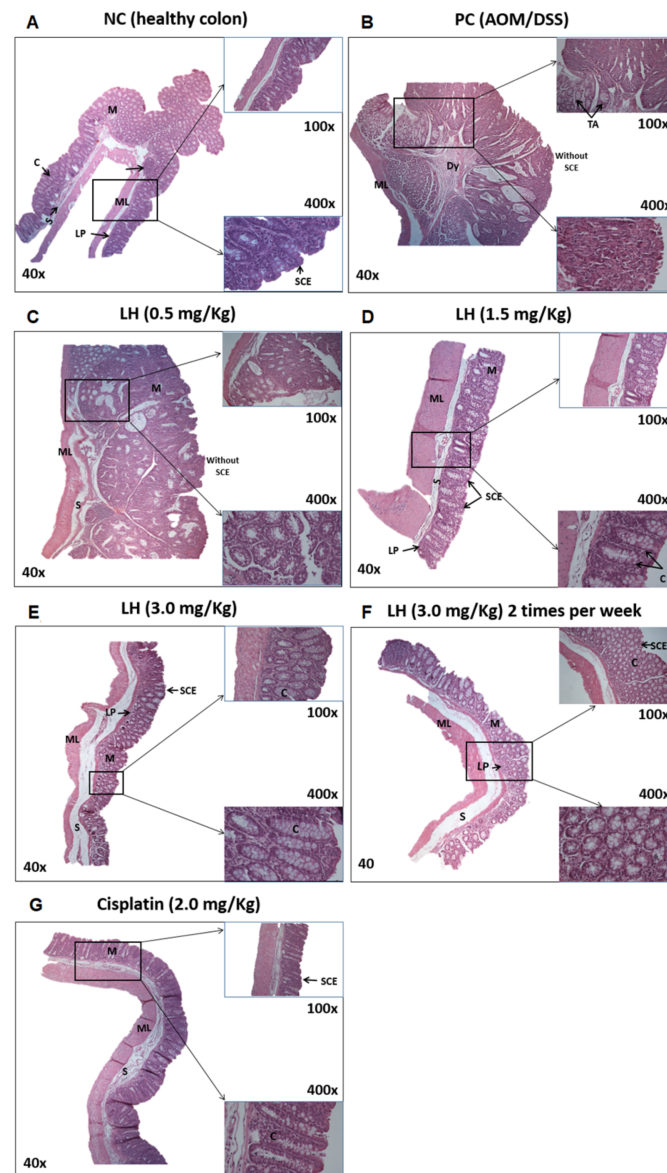 A
NC (healthy colon)
M
C
S
ML
LP
100x
400x
SCE
40x
B
PC (AOM/DSS)
TA
100x
Without
SCE
Dy
ML
400x
40x
C
LH (0.5 mg/Kg)
M
100x
ML
Without
SCE
S
400x
40x
D
LH (1.5 mg/Kg)
M
ML
100x
S
SCE
400x
LP
C
40x
E
LH (3.0 mg/Kg)
SCE
C
LP
100x
ML
M
400x
S
C
40x
F
LH (3.0 mg/Kg) 2 times per week
SCE
C
100x
ML
M
LP
400x
S
40
G
Cisplatin (2.0 mg/Kg)
M
SCE
100x
ML
S
400x
C
40x